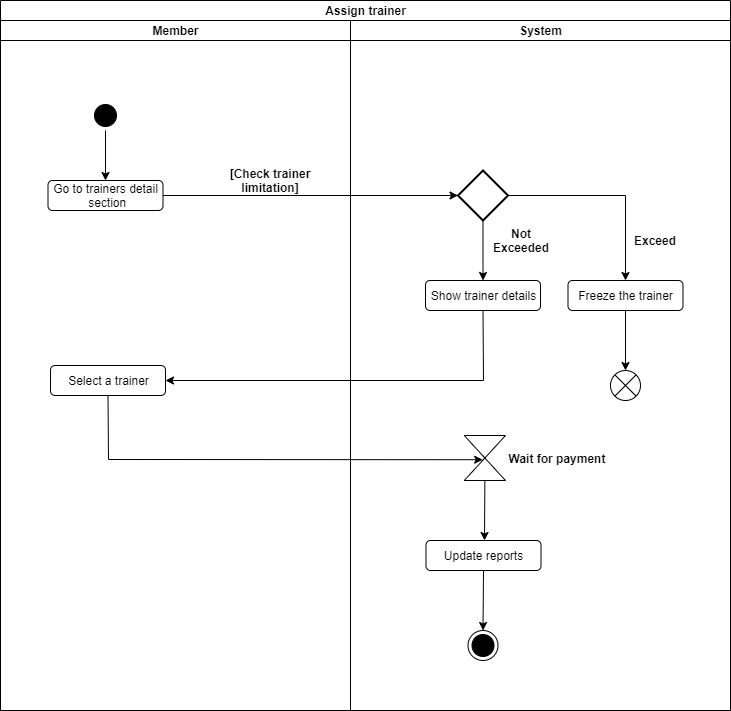 Assign trainer
Member
System
[Check trainer
limitation]
Go to trainers detail
section
Not
Exceeded
Exceed
Show trainer details
Freeze the trainer
Select a trainer
Wait for payment
Update reports